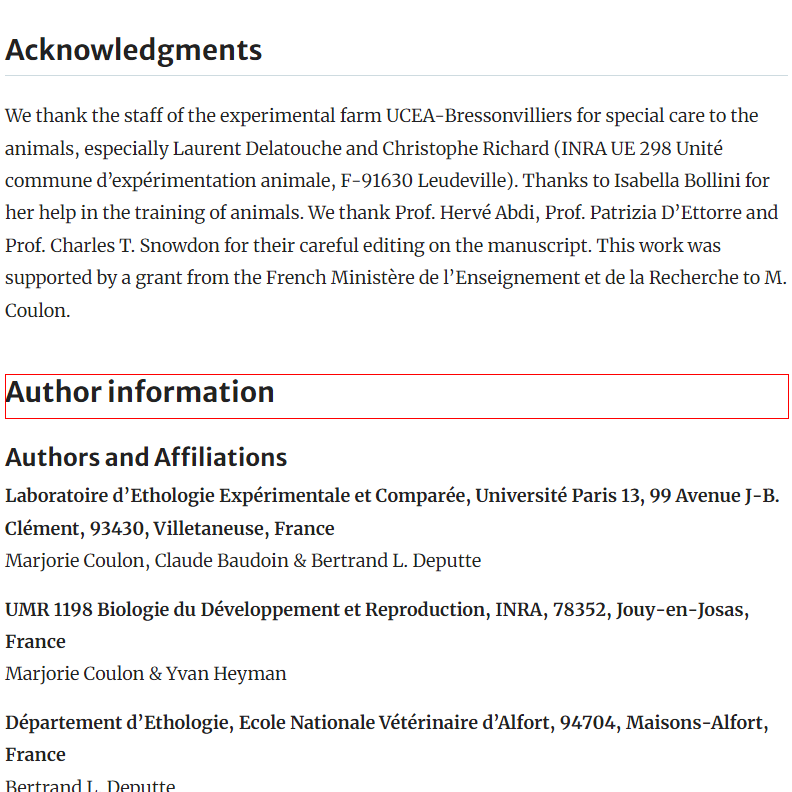 Acknowledgments
We thank the staff of the experimental farm UCEA-Bressonvilliers for special care to the
animals, especially Laurent Delatouche and Christophe Richard (INRA UE 298 Unité
commune d’expérimentation animale, F-91630 Leudeville). Thanks to Isabella Bollini for
her help in the training of animals. We thank Prof. Hervé Abdi, Prof. Patrizia D’Ettorre and
Prof. Charles T. Snowdon for their careful editing on the manuscript. This work was
supported by a grant from the French Ministère de l’Enseignement et de la Recherche to M.
Coulon.
Author information
Authors and Affiliations
Laboratoire d’Ethologie Expérimentale et Comparée, Université Paris 13, 99 Avenue J-B.
Clément, 93430, Villetaneuse, France
Marjorie Coulon, Claude Baudoin & Bertrand L. Deputte
UMR 1198 Biologie du Développement et Reproduction, INRA, 78352, Jouy-en-Josas,
France
Marjorie Coulon & Yvan Heyman
Département d’Ethologie, Ecole Nationale Vétérinaire d’Alfort, 94704, Maisons-Alfort,
France
Bertrand L. Deputte